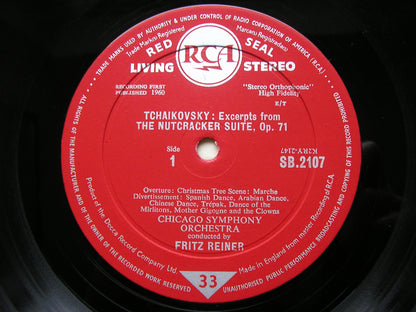 TRADE MARKS USED BY AUTHORITY & UNDER CONTROL OF RADIO CORPORATION OF AMERICA (R.C.A.)
Trade Marks Registered
Marcas Registradas
RED SEAL
RCA
LIVING STEREO
RECORDING FIRST
PUBLISHED 1960
"Stereo Orthophonic"
High Fidelity
E/T
TCHAIKOVSKY : Excerpts from
THE NUTCRACKER SUITE, Op. 71
Side
1
K2RY-2147
SB.2107
Overture: Christmas Tree Scene: Marche
Divertissement: Spanish Dance, Arabian Dance,
Chinese Dance, Trépak, Dance of the
Mirlitons, Mother Gigogne and the Clowns
CHICAGO SYMPHONY
ORCHESTRA
conducted by
FRITZ REINER
Product of The Decca Record Company Ltd.
33
Made in England from master Recording of R.C.A.
ALL RIGHTS OF THE MANUFACTURER AND OF THE OWNER OF THE RECORDED WORK RESERVED
UNAUTHORISED PUBLIC PERFORMANCE BROADCASTING AND COPYING OF THIS RECORD PROHIBITED